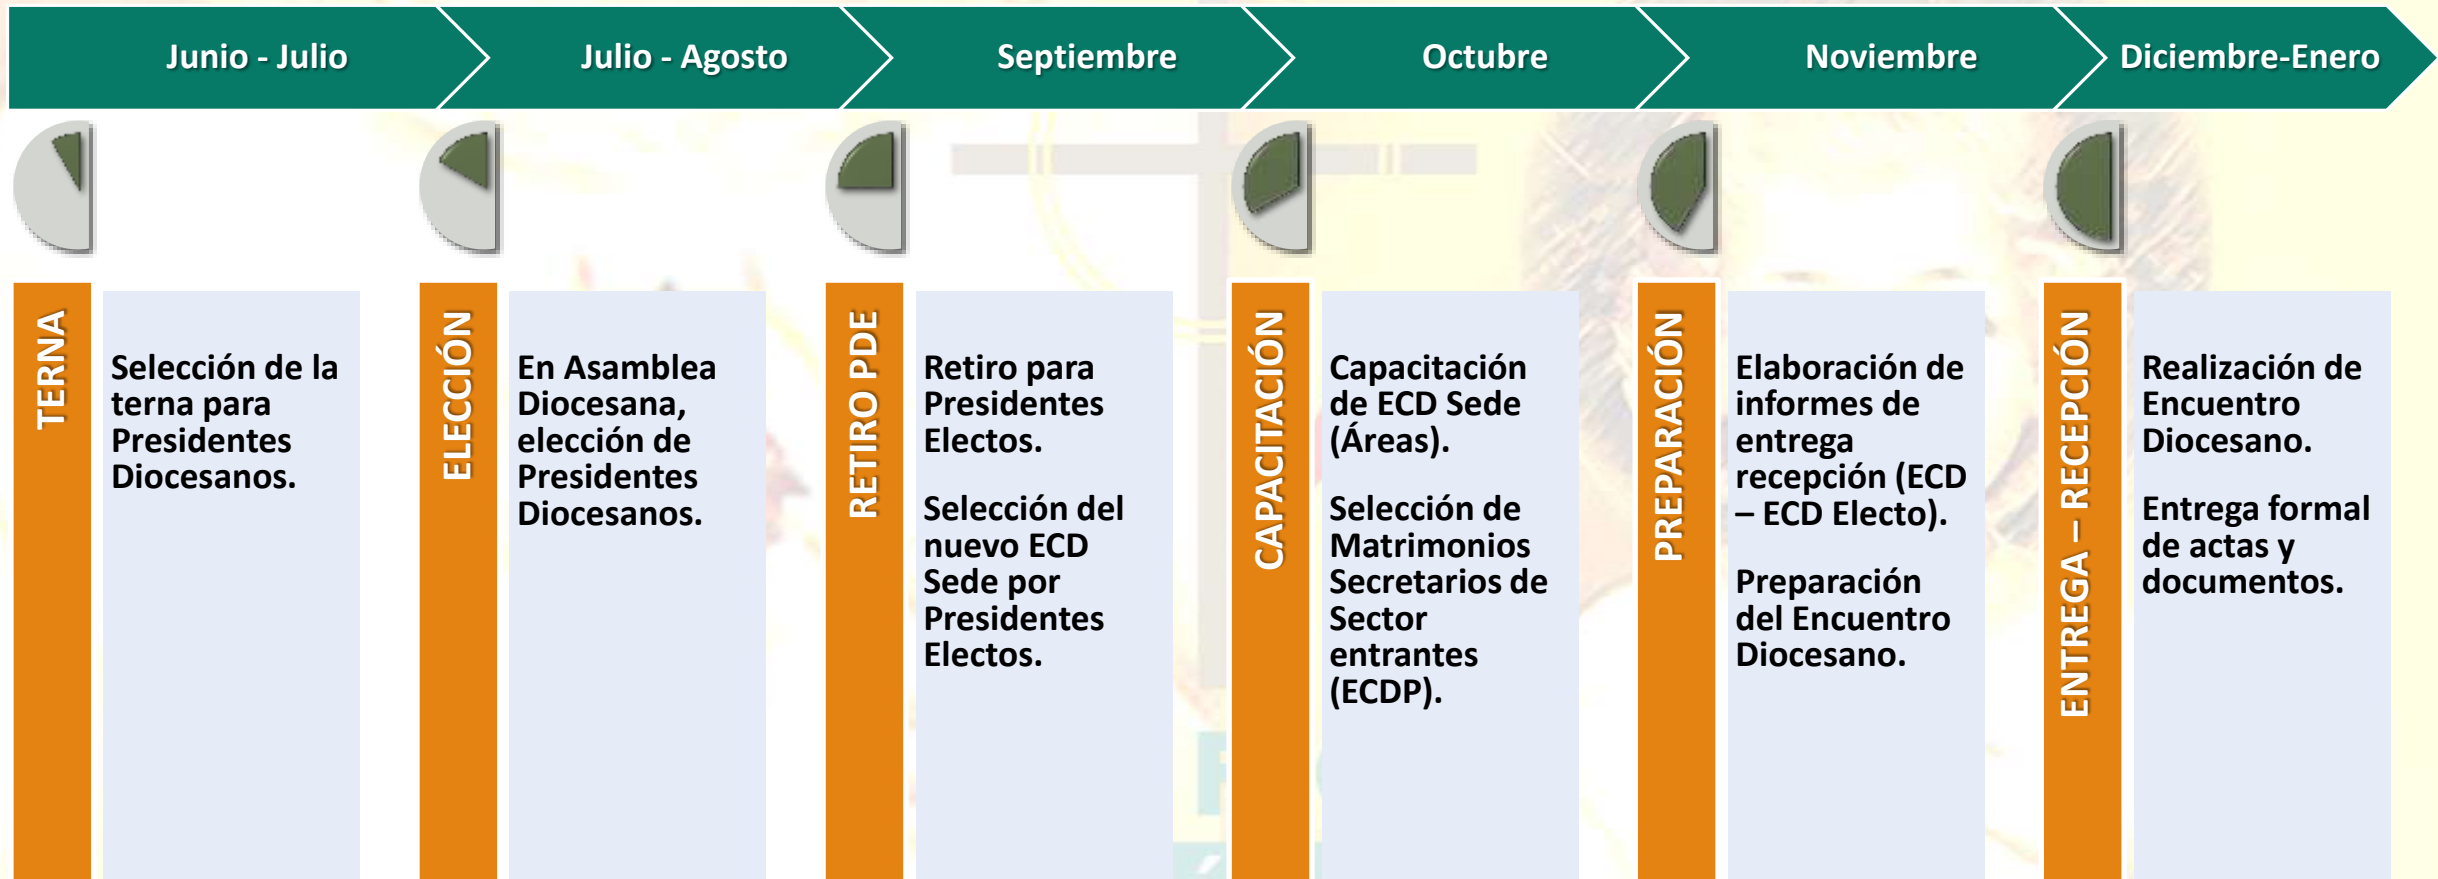 Junio - Julio
Julio - Agosto
Septiembre
Octubre
Noviembre
Diciembre-Enero
TERNA
Selección de la
terna para
Presidentes
Diocesanos.
ELECCIÓN
En Asamblea
Diocesana,
elección de
Presidentes
Diocesanos.
RETIRO PDE
Retiro para
Presidentes
Electos.
Selección del
nuevo ECD
Sede por
Presidentes
Electos.
CAPACITACIÓN
Capacitación
de ECD Sede
(Áreas).
Selección de
Matrimonios
Secretarios de
Sector
entrantes
(ECDP).
PREPARACIÓN
Elaboración de
informes de
entrega
recepción (ECD
– ECD Electo).
Preparación
del Encuentro
Diocesano.
ENTREGA – RECEPCIÓN
Realización de
Encuentro
Diocesano.
Entrega formal
de actas y
documentos.